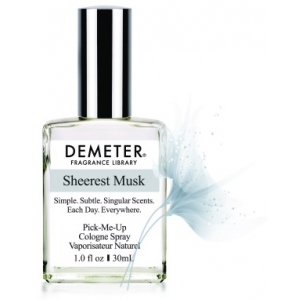 DEMETER®
FRAGRANCE LIBRARY
Sheerest Musk
Simple. Subtle. Singular Scents.
Each Day. Everywhere.
Pick-Me-Up
Cologne Spray
Vaporisateur Naturel
1.0 fl oz | 30mL